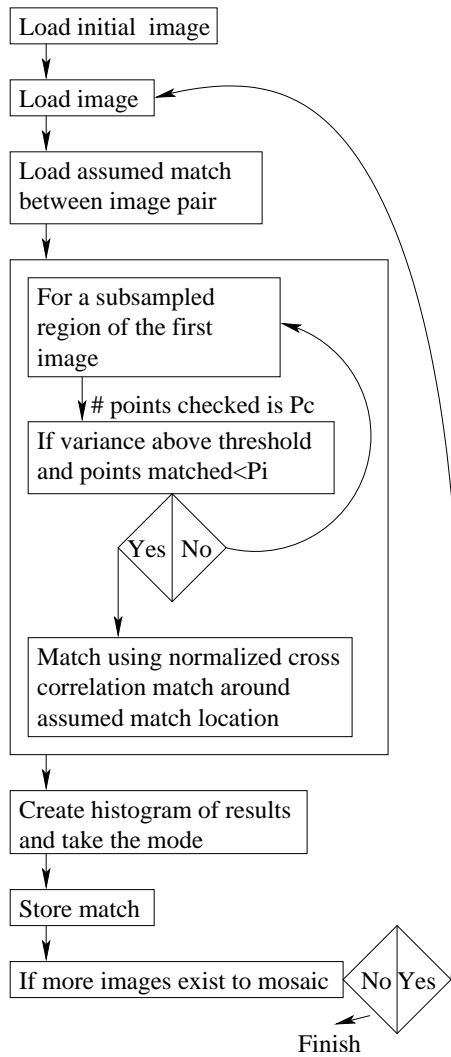 Load initial image
Load image
Load assumed match
between image pair
For a subsampled
region of the first
image
# points checked is Pc
If variance above threshold
and points matched<Pi
Yes No
Match using normalized cross
correlation match around
assumed match location
Create histogram of results
and take the mode
Store match
If more images exist to mosaic
No Yes
Finish